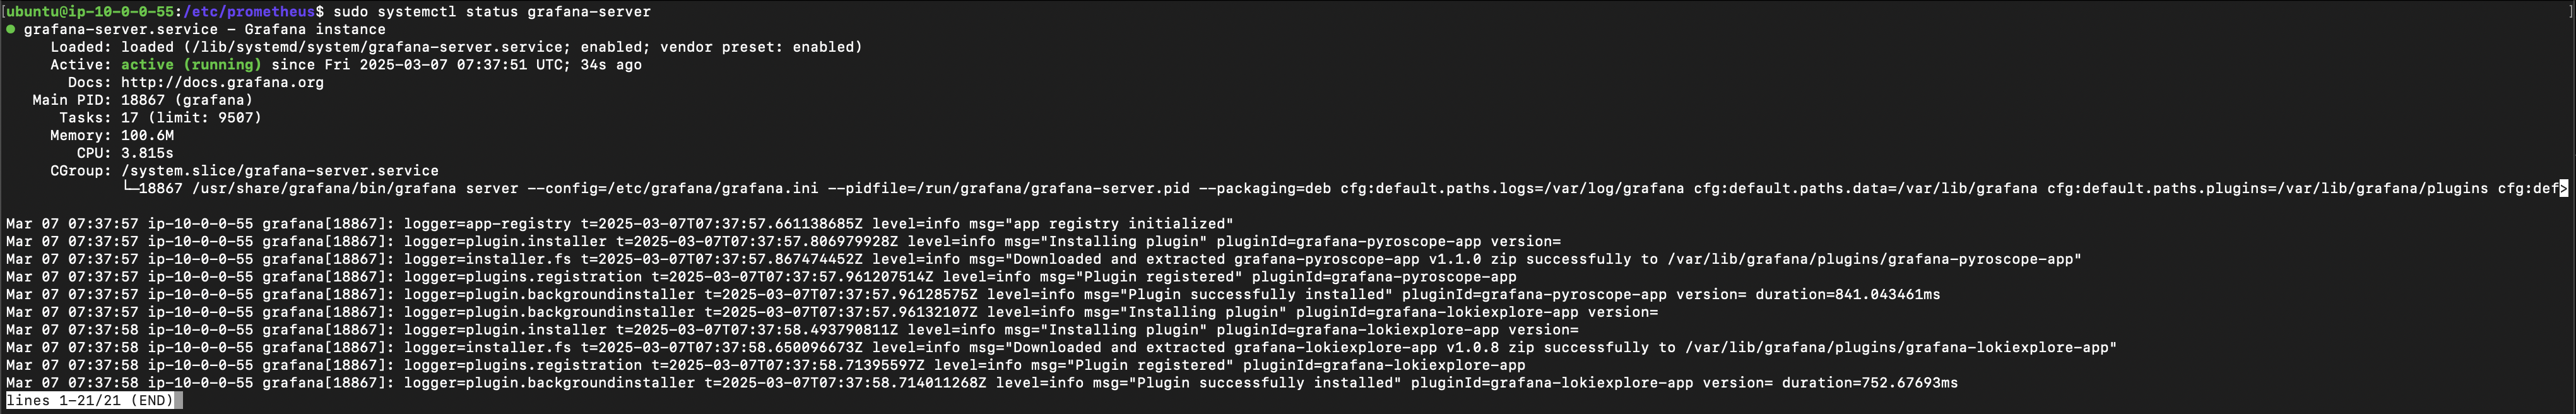 [ubuntu@ip-10-0-0-55:/etc/prometheus$ sudo systemctl status grafana-server ]
● grafana-server.service - Grafana instance
Loaded: loaded (/lib/systemd/system/grafana-server.service; enabled; vendor preset: enabled)
Active: active (running) since Fri 2025-03-07 07:37:51 UTC; 34s ago
Docs: http://docs.grafana.org
Main PID: 18867 (grafana)
Tasks: 17 (limit: 9507)
Memory: 100.6M
CPU: 3.815s
CGroup: /system.slice/grafana-server.service
└─18867 /usr/share/grafana/bin/grafana server --config=/etc/grafana/grafana.ini --pidfile=/run/grafana/grafana-server.pid --packaging=deb cfg:default.paths.logs=/var/log/grafana cfg:default.paths.data=/var/lib/grafana cfg:default.paths.plugins=/var/lib/grafana/plugins cfg:def>
Mar 07 07:37:57 ip-10-0-0-55 grafana[18867]: logger=app-registry t=2025-03-07T07:37:57.661138685Z level=info msg="app registry initialized"
Mar 07 07:37:57 ip-10-0-0-55 grafana[18867]: logger=plugin.installer t=2025-03-07T07:37:57.806979928Z level=info msg="Installing plugin" pluginId=grafana-pyroscope-app version=
Mar 07 07:37:57 ip-10-0-0-55 grafana[18867]: logger=installer.fs t=2025-03-07T07:37:57.867474452Z level=info msg="Downloaded and extracted grafana-pyroscope-app v1.1.0 zip successfully to /var/lib/grafana/plugins/grafana-pyroscope-app"
Mar 07 07:37:57 ip-10-0-0-55 grafana[18867]: logger=plugins.registration t=2025-03-07T07:37:57.961207514Z level=info msg="Plugin registered" pluginId=grafana-pyroscope-app
Mar 07 07:37:57 ip-10-0-0-55 grafana[18867]: logger=plugin.backgroundinstaller t=2025-03-07T07:37:57.96128575Z level=info msg="Plugin successfully installed" pluginId=grafana-pyroscope-app version= duration=841.043461ms
Mar 07 07:37:57 ip-10-0-0-55 grafana[18867]: logger=plugin.backgroundinstaller t=2025-03-07T07:37:57.96132107Z level=info msg="Installing plugin" pluginId=grafana-lokiexplore-app version=
Mar 07 07:37:58 ip-10-0-0-55 grafana[18867]: logger=plugin.installer t=2025-03-07T07:37:58.493790811Z level=info msg="Installing plugin" pluginId=grafana-lokiexplore-app version=
Mar 07 07:37:58 ip-10-0-0-55 grafana[18867]: logger=installer.fs t=2025-03-07T07:37:58.650096673Z level=info msg="Downloaded and extracted grafana-lokiexplore-app v1.0.8 zip successfully to /var/lib/grafana/plugins/grafana-lokiexplore-app"
Mar 07 07:37:58 ip-10-0-0-55 grafana[18867]: logger=plugins.registration t=2025-03-07T07:37:58.71395597Z level=info msg="Plugin registered" pluginId=grafana-lokiexplore-app
Mar 07 07:37:58 ip-10-0-0-55 grafana[18867]: logger=plugin.backgroundinstaller t=2025-03-07T07:37:58.714011268Z level=info msg="Plugin successfully installed" pluginId=grafana-lokiexplore-app version= duration=752.67693ms
lines 1-21/21 (END)